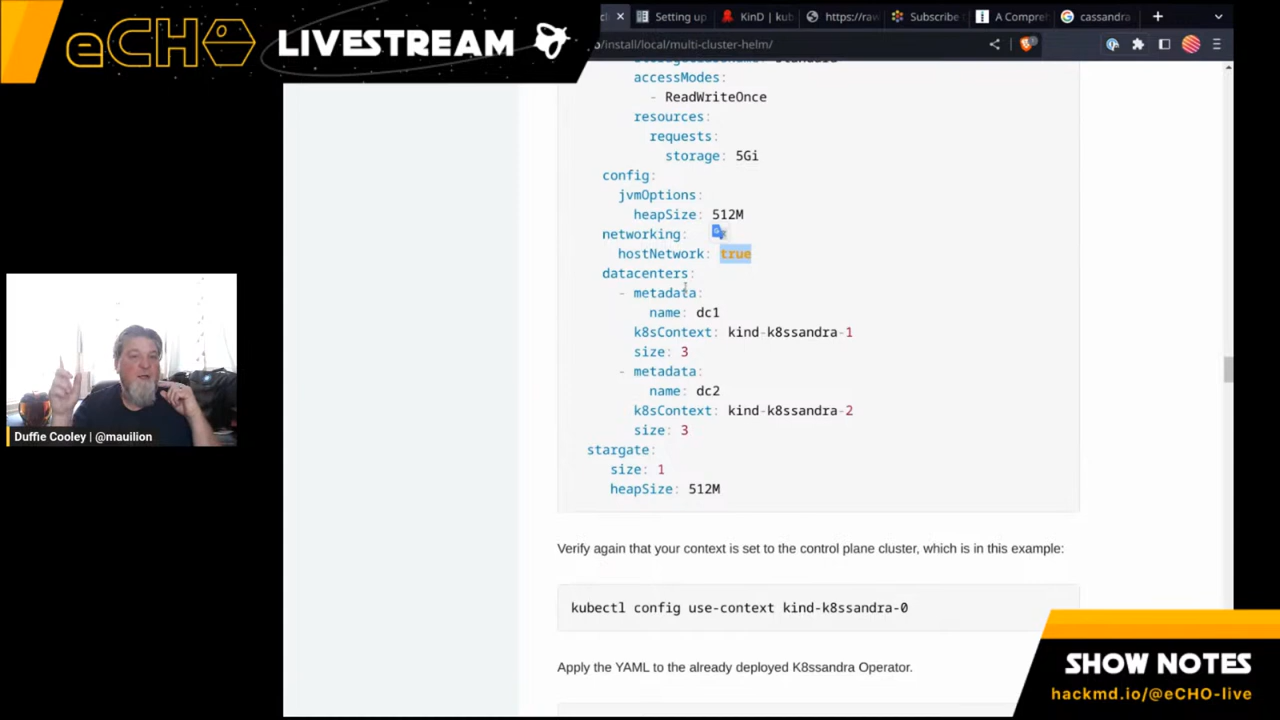 eCHO LIVESTREAM
Setting up
KinD | kub
https://raw
Subscribe
A Compreh
cassandra
/install/local/multi-cluster-helm/
accessModes:
- ReadWriteOnce
resources:
requests:
storage: 5Gi
config:
jvmOptions:
heapSize: 512M
networking:
hostNetwork: true
datacenters:
- metadata:
name: dc1
k8sContext: kind-k8ssandra-1
size: 3
- metadata:
name: dc2
k8sContext: kind-k8ssandra-2
size: 3
stargate:
size: 1
heapSize: 512M
Verify again that your context is set to the control plane cluster, which is in this example:
kubectl config use-context kind-k8ssandra-0
Apply the YAML to the already deployed K8ssandra Operator.
Duffie Cooley | @mauilion
SHOW NOTES
hackmd.io/@eCHO-live